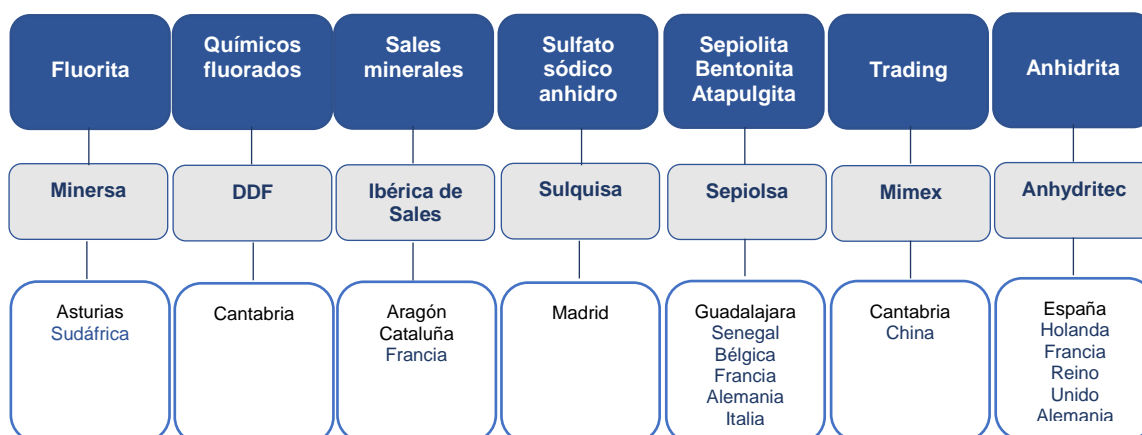 Fluorita
Químicos
fluorados
Sales
minerales
Sulfato
sódico
anhidro
Sepiolita
Bentonita
Atapulgita
Trading
Anhidrita
Minersa
DDF
Ibérica de
Sales
Sulquisa
Sepiolsa
Mimex
Anhydritec
Asturias
Sudáfrica
Cantabria
Aragón
Cataluña
Francia
Madrid
Guadalajara
Senegal
Bélgica
Francia
Alemania
Italia
Cantabria
China
España
Holanda
Francia
Reino
Unido
Alemania